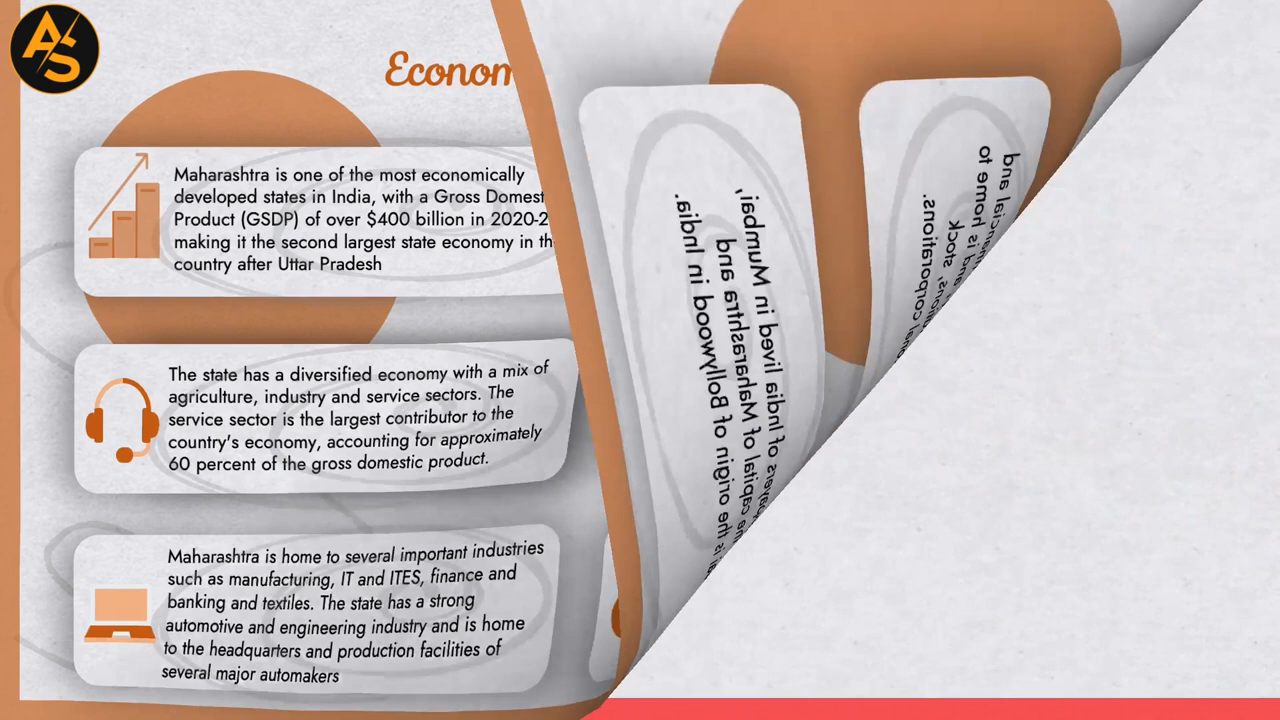 AS
Econom
Maharashtra is one of the most economically
developed states in India, with a Gross Domest
Product (GSDP) of over $400 billion in 2020-2
making it the second largest state economy in th
country after Uttar Pradesh
The state has a diversified economy with a mix of
agriculture, industry and service sectors. The
service sector is the largest contributor to the
country's economy, accounting for approximately
60 percent of the gross domestic product.
Maharashtra is home to several important industries
such as manufacturing, IT and ITES, finance and
banking and textiles. The state has a strong
automotive and engineering industry and is home
to the headquarters and production facilities of
several major automakers
players of India lived in Mumbai,
capital of Maharashtra and
is the origin of Bollywood in India.
and
is home to
stock
corporations.